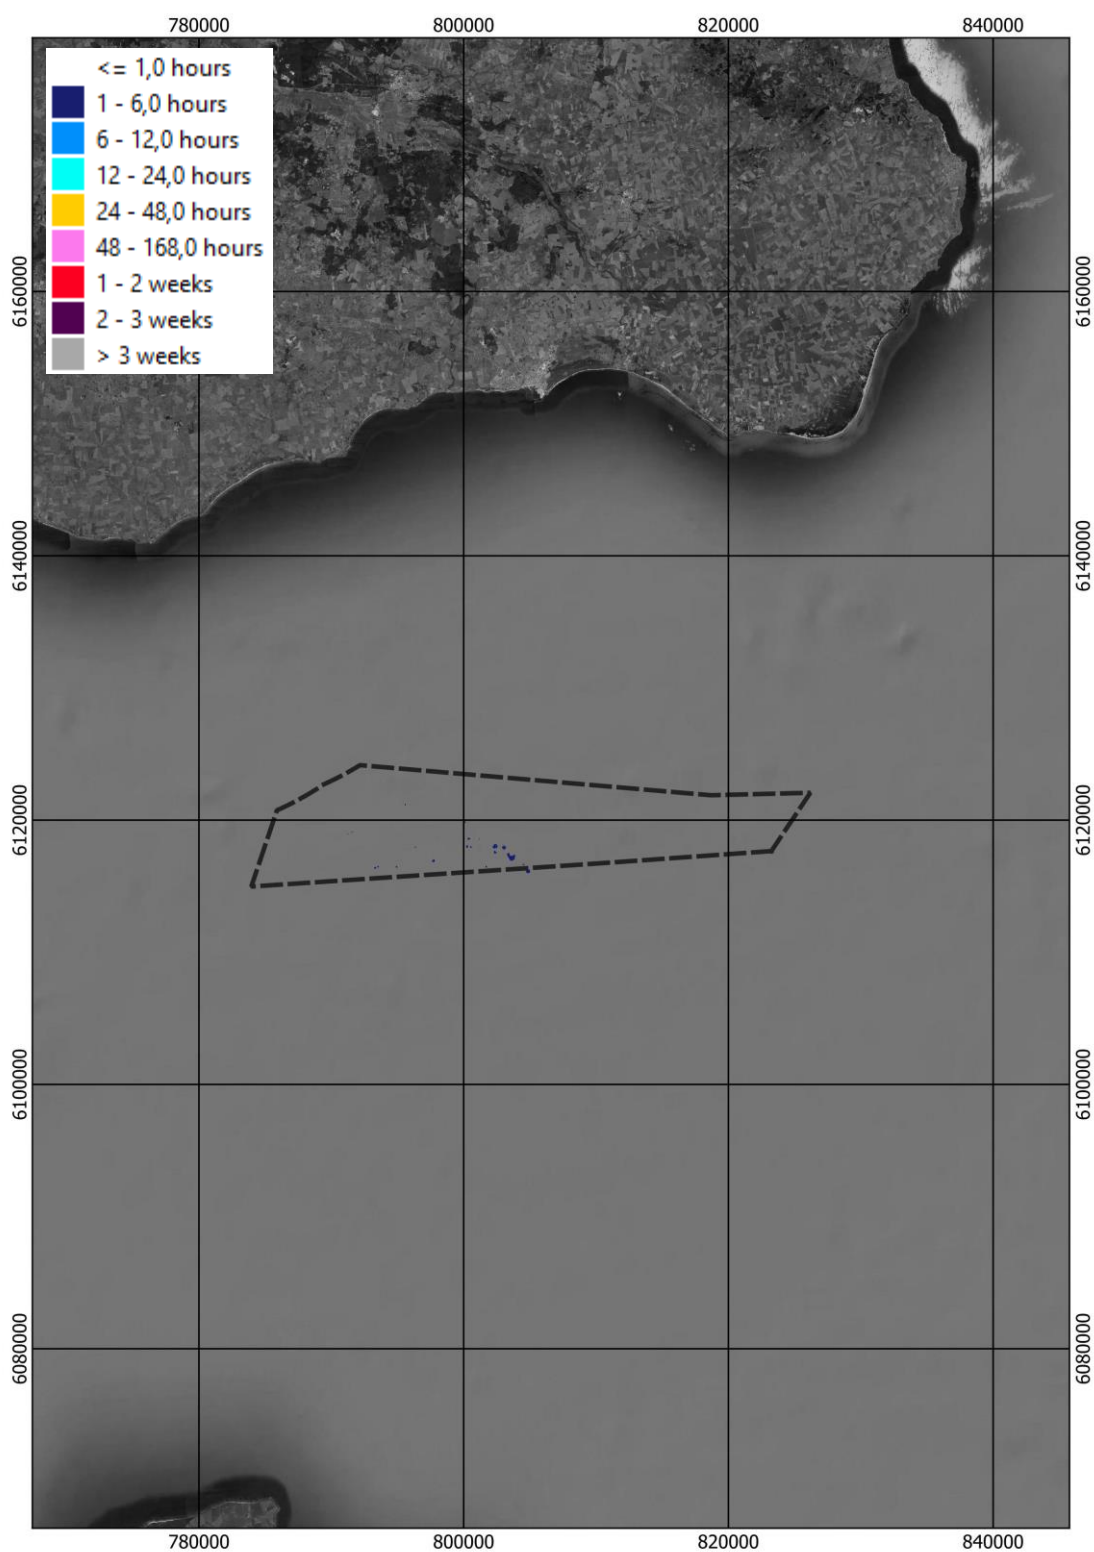 780000 800000 820000 840000
<= 1,0 hours
1 - 6,0 hours
6 - 12,0 hours
12 - 24,0 hours
24 - 48,0 hours
48 - 168,0 hours
1 - 2 weeks
2 - 3 weeks
> 3 weeks
6160000 6160000
6140000 6140000
6120000 6120000
6100000 6100000
6080000 6080000
780000 800000 820000 840000